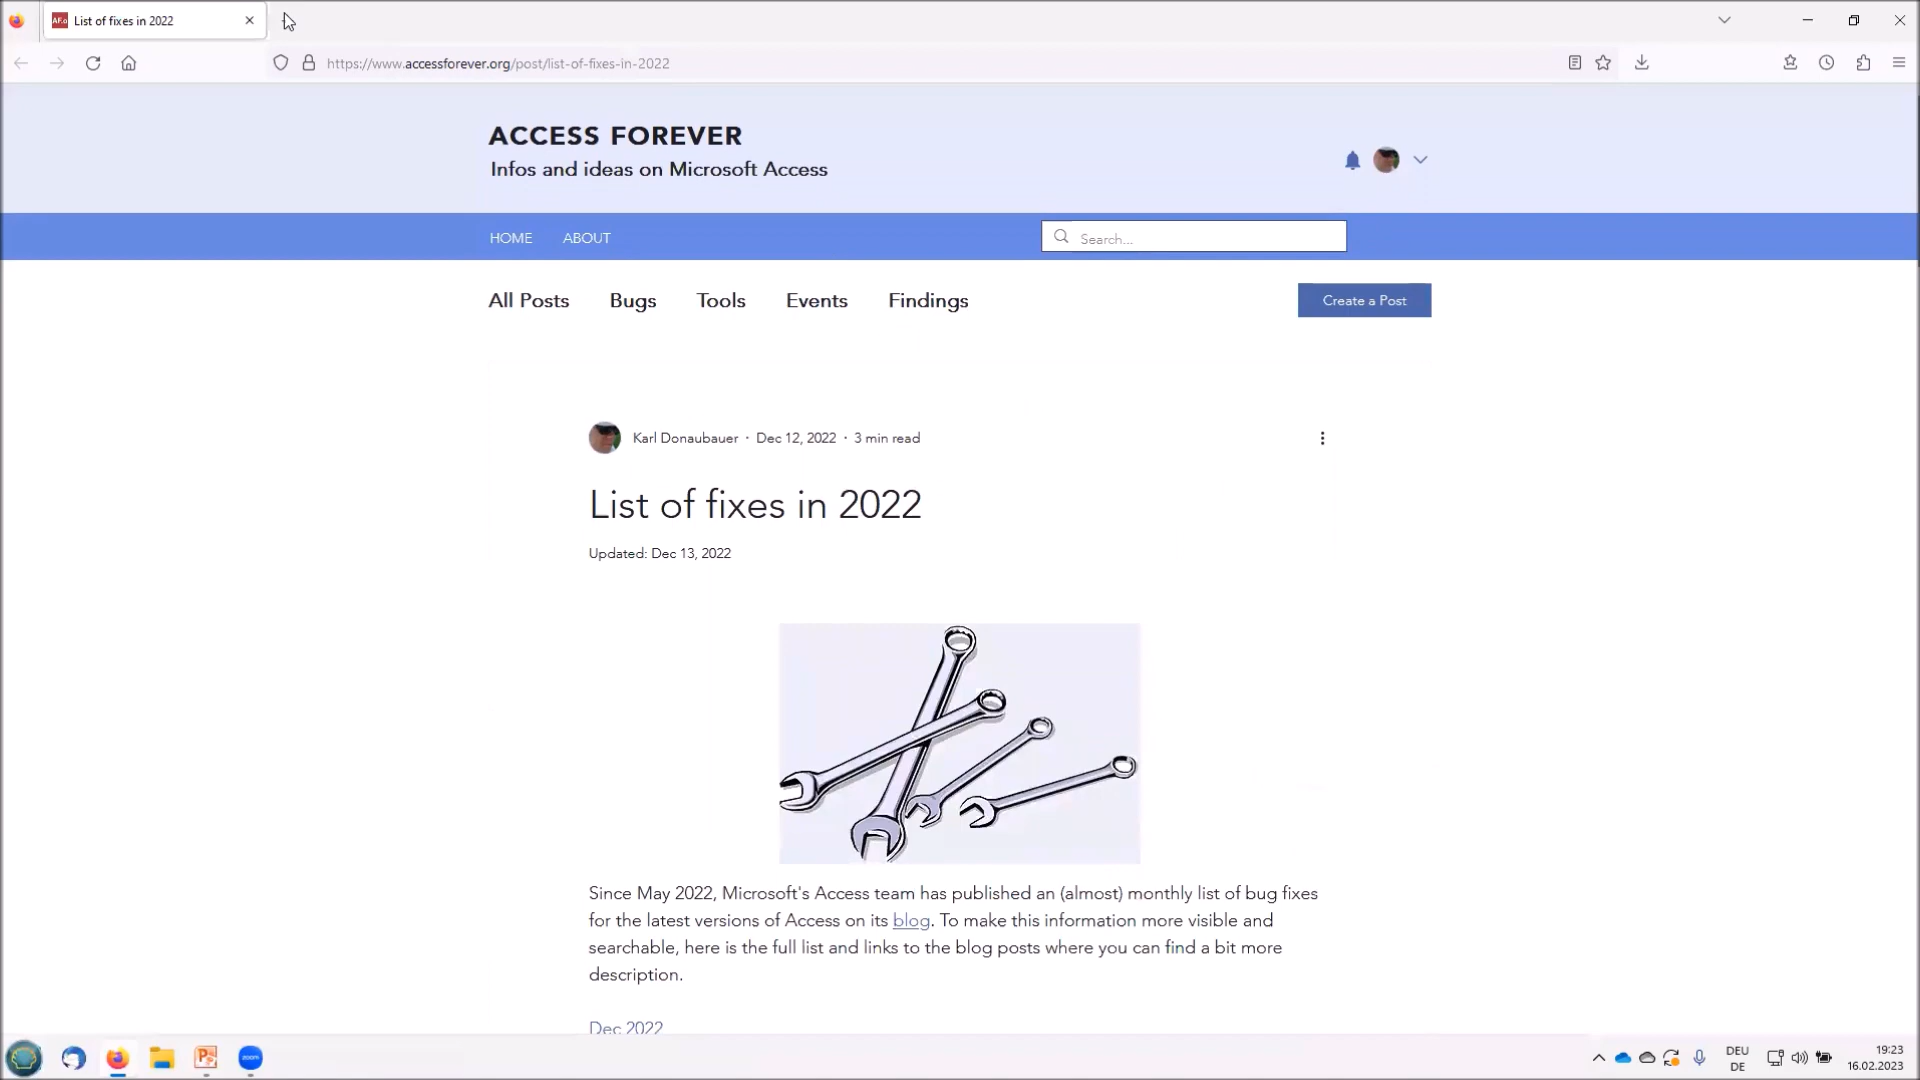 AF.o List of fixes in 2022
https://www.accessforever.org/post/list-of-fixes-in-2022
ACCESS FOREVER
Infos and ideas on Microsoft Access
HOME ABOUT Search...
All Posts Bugs Tools Events Findings Create a Post
Karl Donaubauer · Dec 12, 2022 · 3 min read
List of fixes in 2022
Updated: Dec 13, 2022
Since May 2022, Microsoft's Access team has published an (almost) monthly list of bug fixes
for the latest versions of Access on its blog. To make this information more visible and
searchable, here is the full list and links to the blog posts where you can find a bit more
description.
Dec 2022
zoom
DEU
DE
19:23
16.02.2023